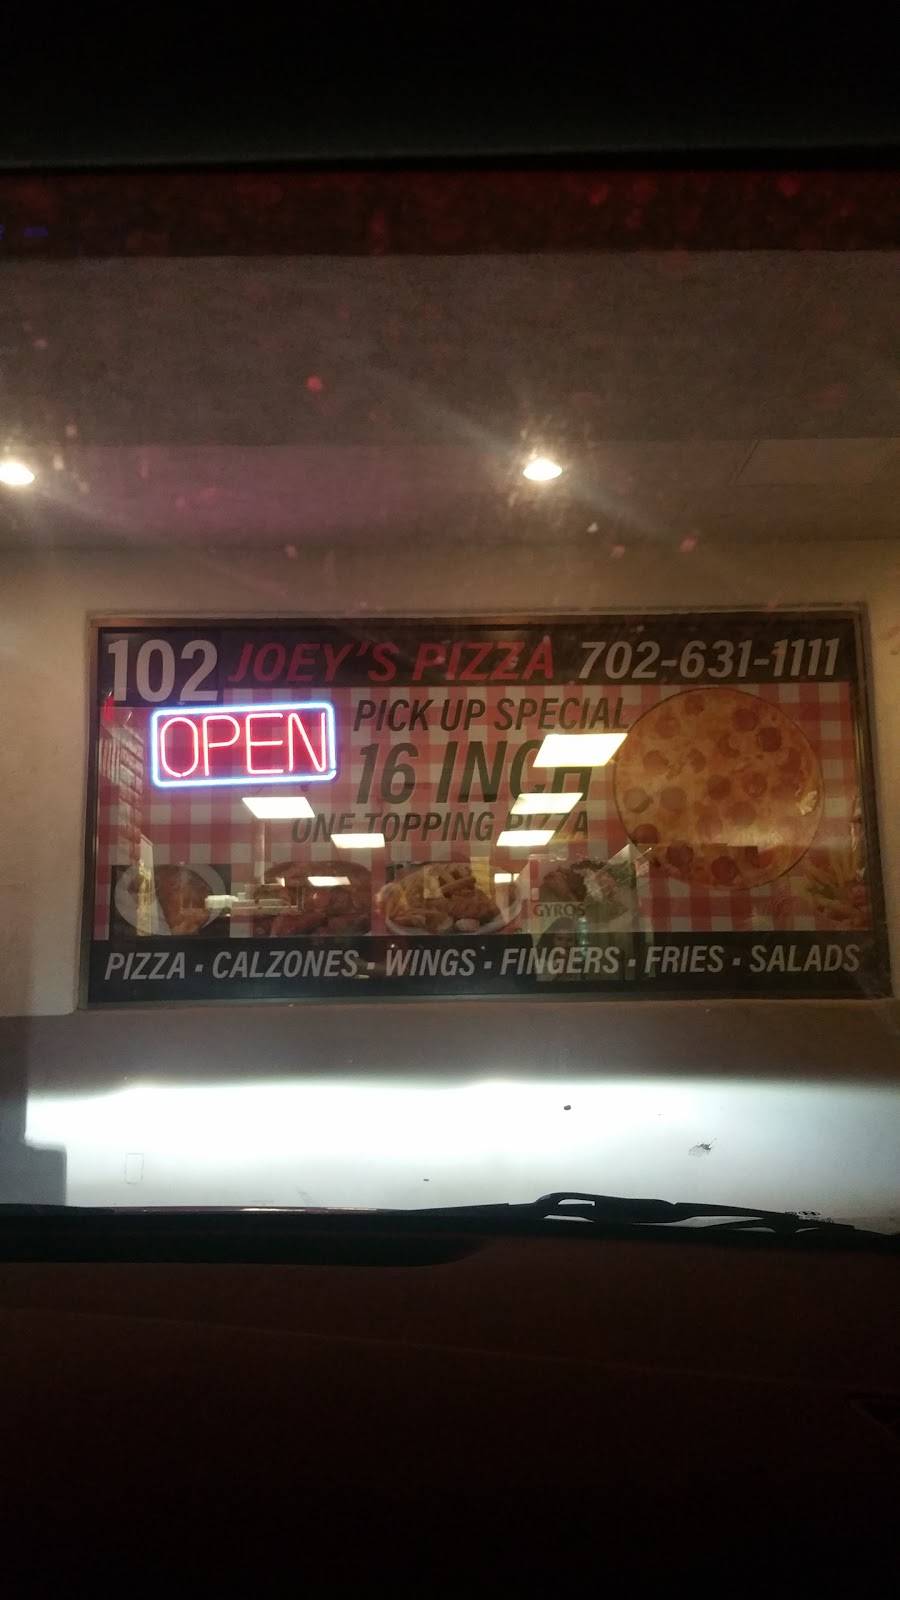 102 JOEY'S PIZZA 702-631-1111
OPEN
PICK UP SPECIAL
16 INCH
ONE TOPPING PIZZA
GYROS
PIZZA · CALZONES · WINGS · FINGERS · FRIES · SALADS